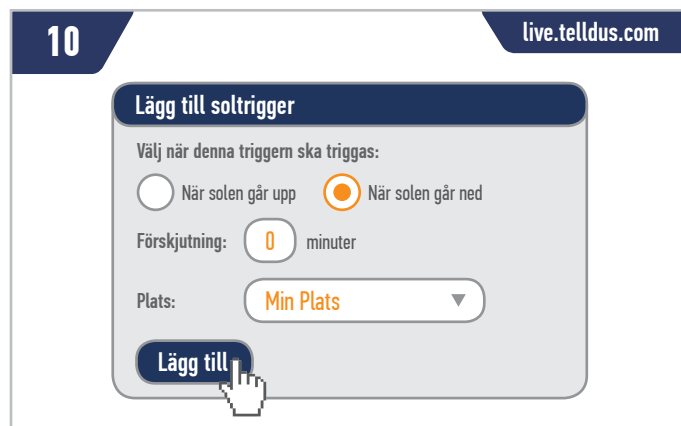 10
live.telldus.com
Lägg till soltrigger
Välj när denna triggern ska triggas:
När solen går upp När solen går ned
Förskjutning: 0 minuter
Plats: Min Plats
Lägg till